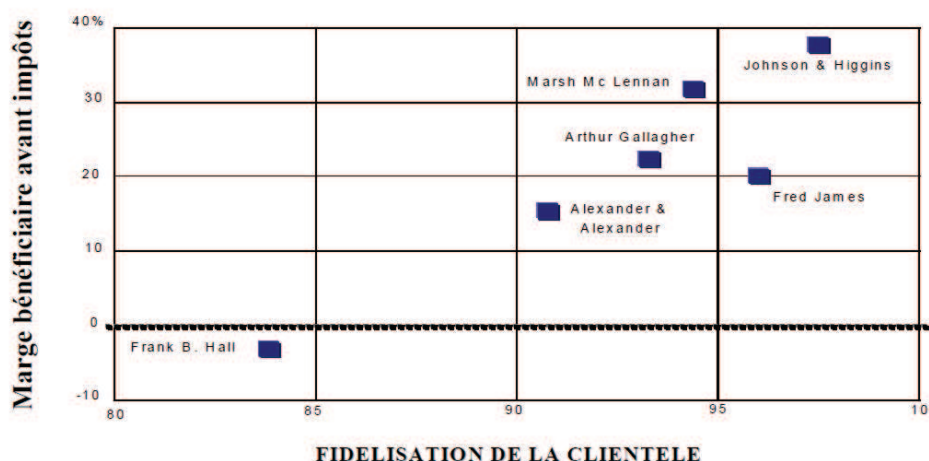 Marge bénéficiaire avant impôts
40%
30
20
10
0
-10
Johnson & Higgins
Marsh Mc Lennan
Arthur Gallagher
Fred James
Alexander &
Alexander
Frank B. Hall
80
85
90
95
10
FIDELISATION DE LA CLIENTELE